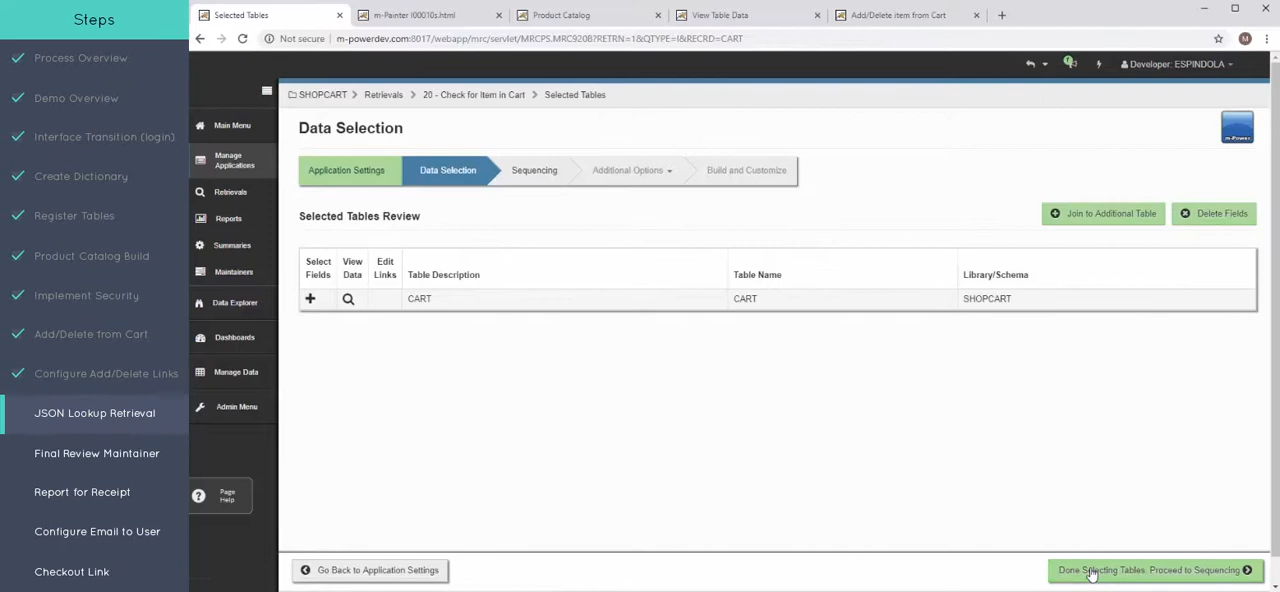 Steps
Process Overview
Demo Overview
Interface Transition (login)
Create Dictionary
Register Tables
Product Catalog Build
Implement Security
Add/Delete from Cart
Configure Add/Delete Links
JSON Lookup Retrieval
Final Review Maintainer
Report for Receipt
Configure Email to User
Checkout Link
Selected Tables
m-Painter I00010s.html
Product Catalog
View Table Data
Add/Delete item from Cart
Not secure
m-powerdev.com:8017/webapp/mrc/servlet/MRCPS.MRC920B?RETRN=1&QTYPE=I&RECRD=CART
M
Developer: ESPINDOLA
SHOPCART
Retrievals
20 - Check for Item in Cart
Selected Tables
Main Menu
Manage
Applications
Retrievals
Reports
Summaries
Maintainers
Data Explorer
Dashboards
Manage Data
Admin Menu
Page
Help
Data Selection
m-Power
Application Settings
Data Selection
Sequencing
Additional Options
Build and Customize
Selected Tables Review
Join to Additional Table
Delete Fields
Select
Fields
View
Data
Edit
Links
Table Description
Table Name
Library/Schema
CART
CART
SHOPCART
Go Back to Application Settings
Done Selecting Tables, Proceed to Sequencing